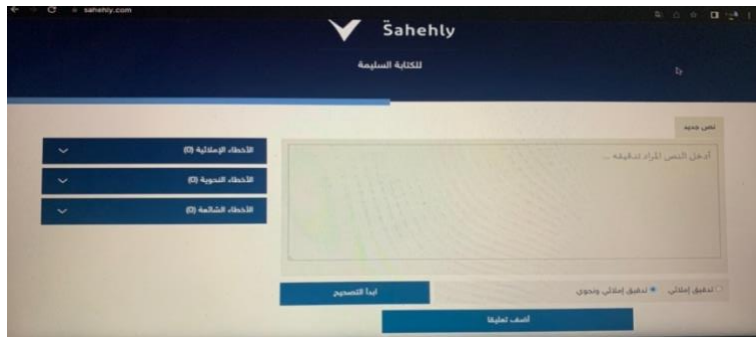 sahehly.com
Sahehly
للكتابة السليمة
نص جديد
أدخل النص المراد تدقيقه ...
الأخطاء الإملائية (0)
الأخطاء النحوية (0)
الأخطاء الشائعة (0)
تدقيق إملائي
تدقيق إملائي ونحوي
ابدأ التصحيح
أضف تعليقا